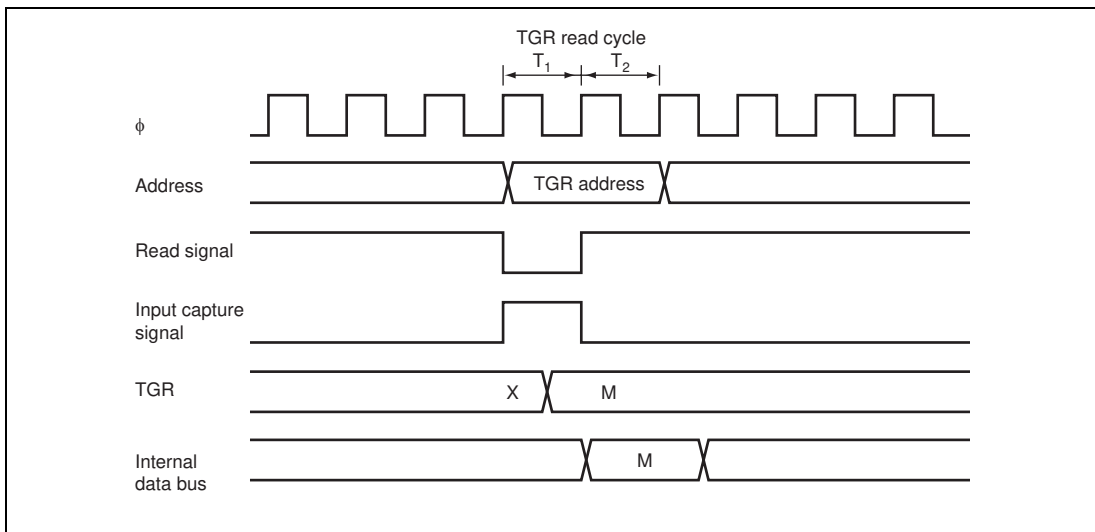 TGR read cycle
T1 T2
ϕ
Address
TGR address
Read signal
Input capture
signal
TGR
X M
Internal
data bus
M